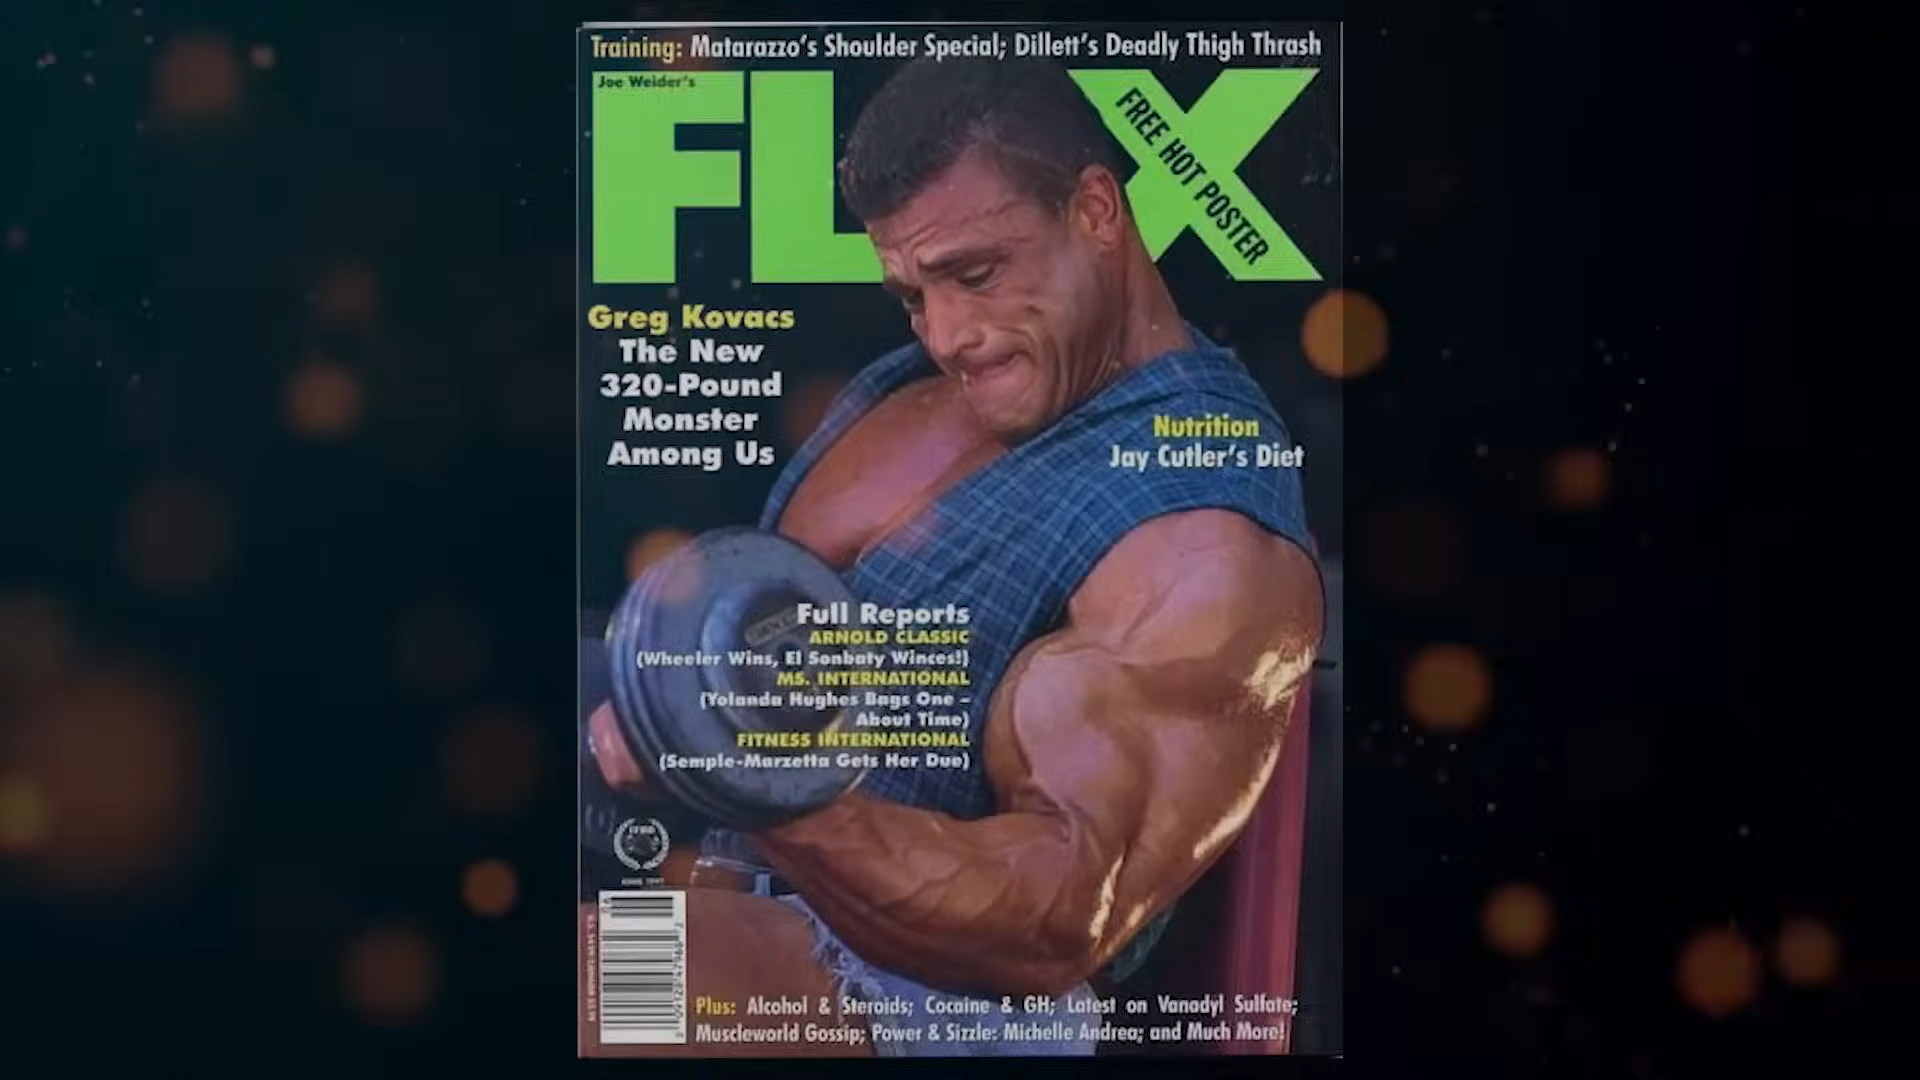 Training: Matarazzo's Shoulder Special; Dillett's Deadly Thigh Thrash
Joe Weider's
FLEX
FREE HOT POSTER
Greg Kovacs
The New
320-Pound
Monster
Among Us
Nutrition
Jay Cutler's Diet
Full Reports
ARNOLD CLASSIC
(Wheeler Wins, El Sonbaty Winces!)
MS. INTERNATIONAL
(Yolanda Hughes Bags One –
About Time)
FITNESS INTERNATIONAL
(Semple-Marzetta Gets Her Due)
IFBB
Plus: Alcohol & Steroids; Cocaine & GH; Latest on Vanadyl Sulfate;
Muscleworld Gossip; Power & Sizzle: Michelle Andrea; and Much More!